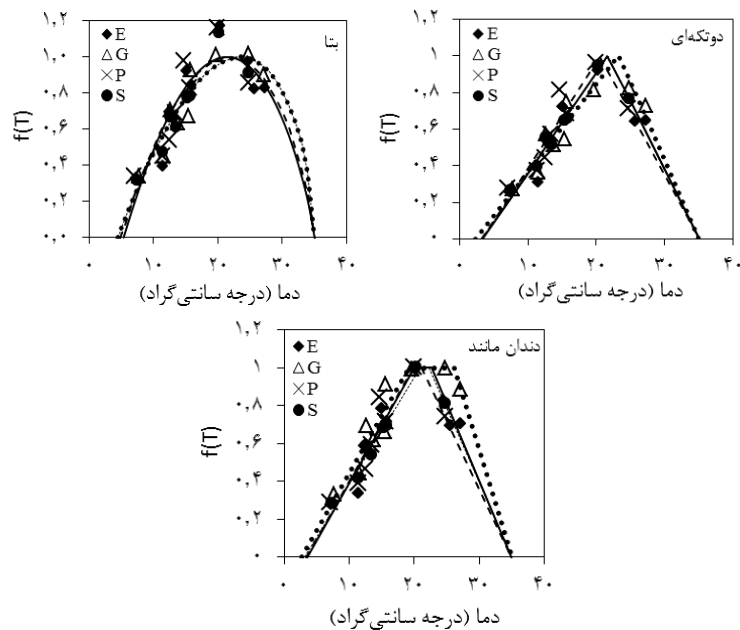 بتا
◆ E
△ G
× P
● S
f(T)
۱,۲
۱,۰
۰,۸
۰,۶
۰,۴
۰,۲
۰,۰
۰ ۱۰ ۲۰ ۳۰ ۴۰
دما (درجه سانتی‌گراد)
دوتکه‌ای
◆ E
△ G
× P
● S
f(T)
۱,۲
۱
۰,۸
۰,۶
۰,۴
۰,۲
۰
۰ ۱۰ ۲۰ ۳۰ ۴۰
دما (درجه سانتی‌گراد)
دندان مانند
◆ E
△ G
× P
● S
f(T)
۱,۲
۱
۰,۸
۰,۶
۰,۴
۰,۲
۰
۰ ۱۰ ۲۰ ۳۰ ۴۰
دما (درجه سانتی‌گراد)